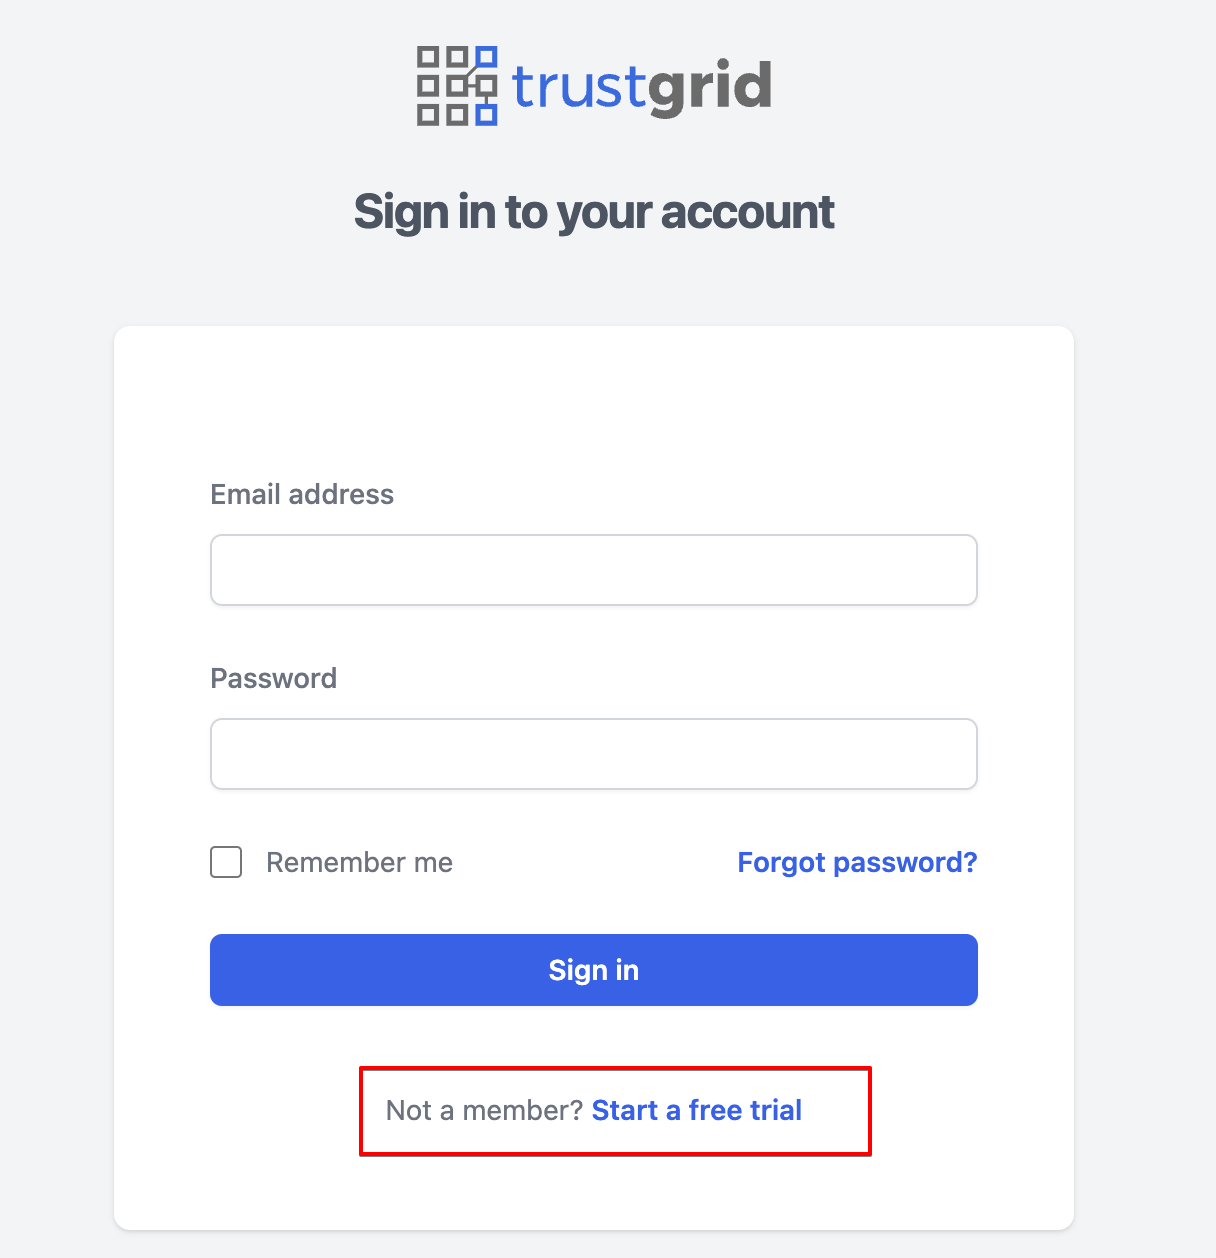 trustgrid
Sign in to your account
Email address
Password
Remember me
Forgot password?
Sign in
Not a member? Start a free trial